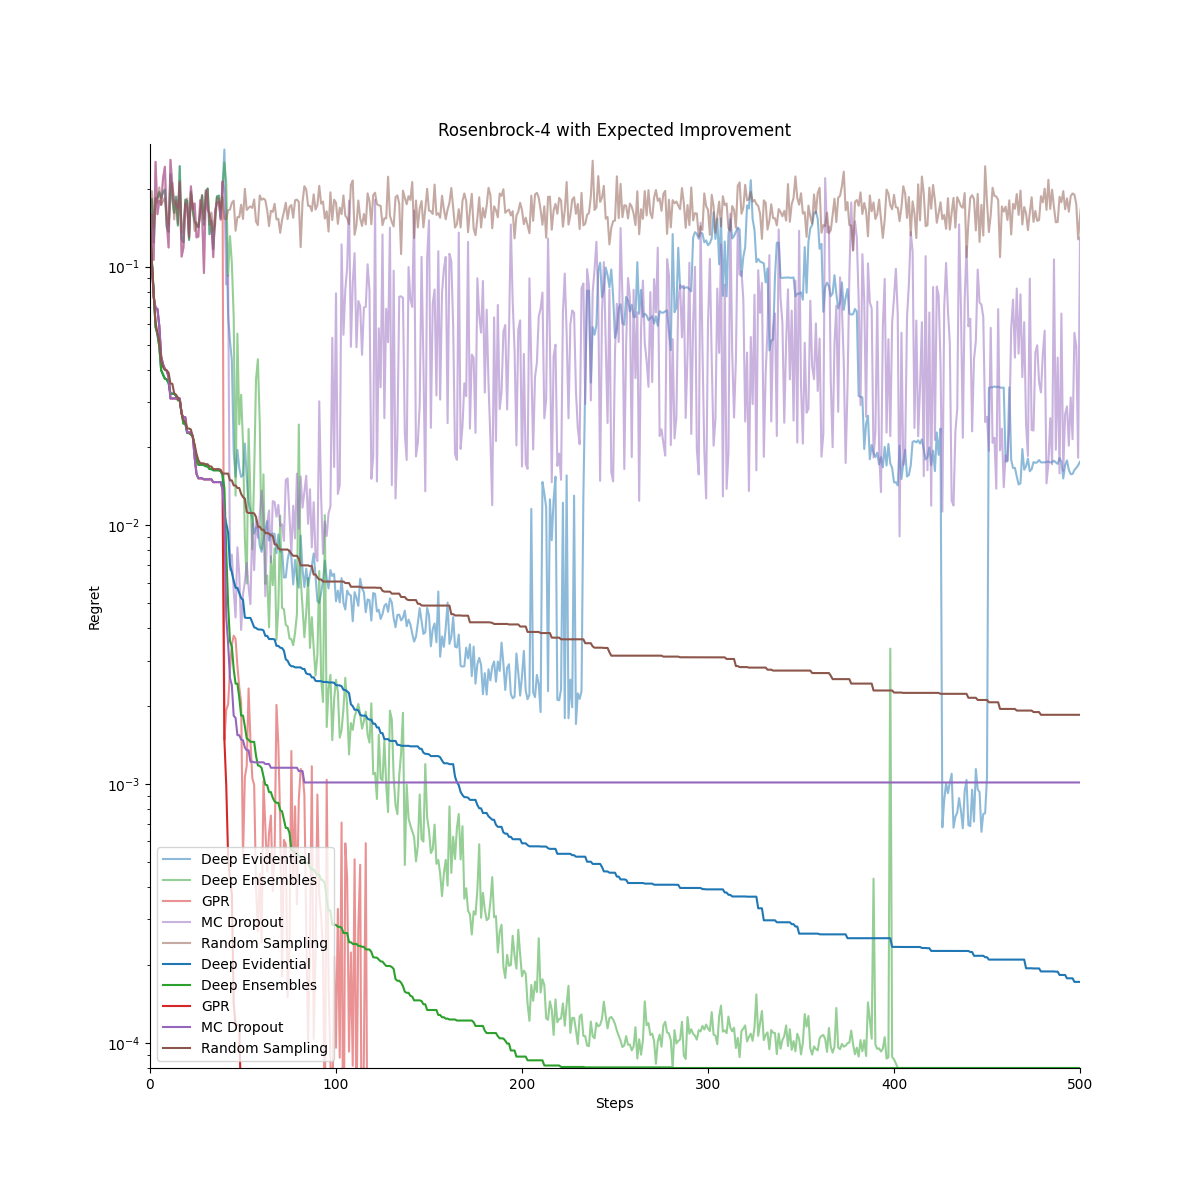 Rosenbrock-4 with Expected Improvement
Regret
10⁻¹
10⁻²
10⁻³
10⁻⁴
Deep Evidential
Deep Ensembles
GPR
MC Dropout
Random Sampling
Deep Evidential
Deep Ensembles
GPR
MC Dropout
Random Sampling
0 100 200 300 400 500
Steps